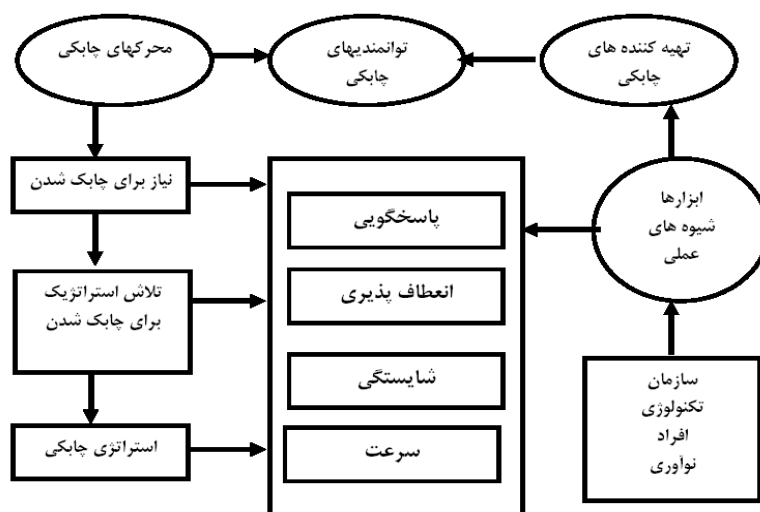 محرکهای چابکی
توانمندیهای
چابکی
تهیه کننده های
چابکی
نیاز برای چابک شدن
پاسخگویی
ابزارها
شیوه های
عملی
تلاش استراتژیک
برای چابک شدن
انعطاف پذیری
شایستگی
سازمان
تکنولوژی
افراد
نوآوری
استراتژی چابکی
سرعت